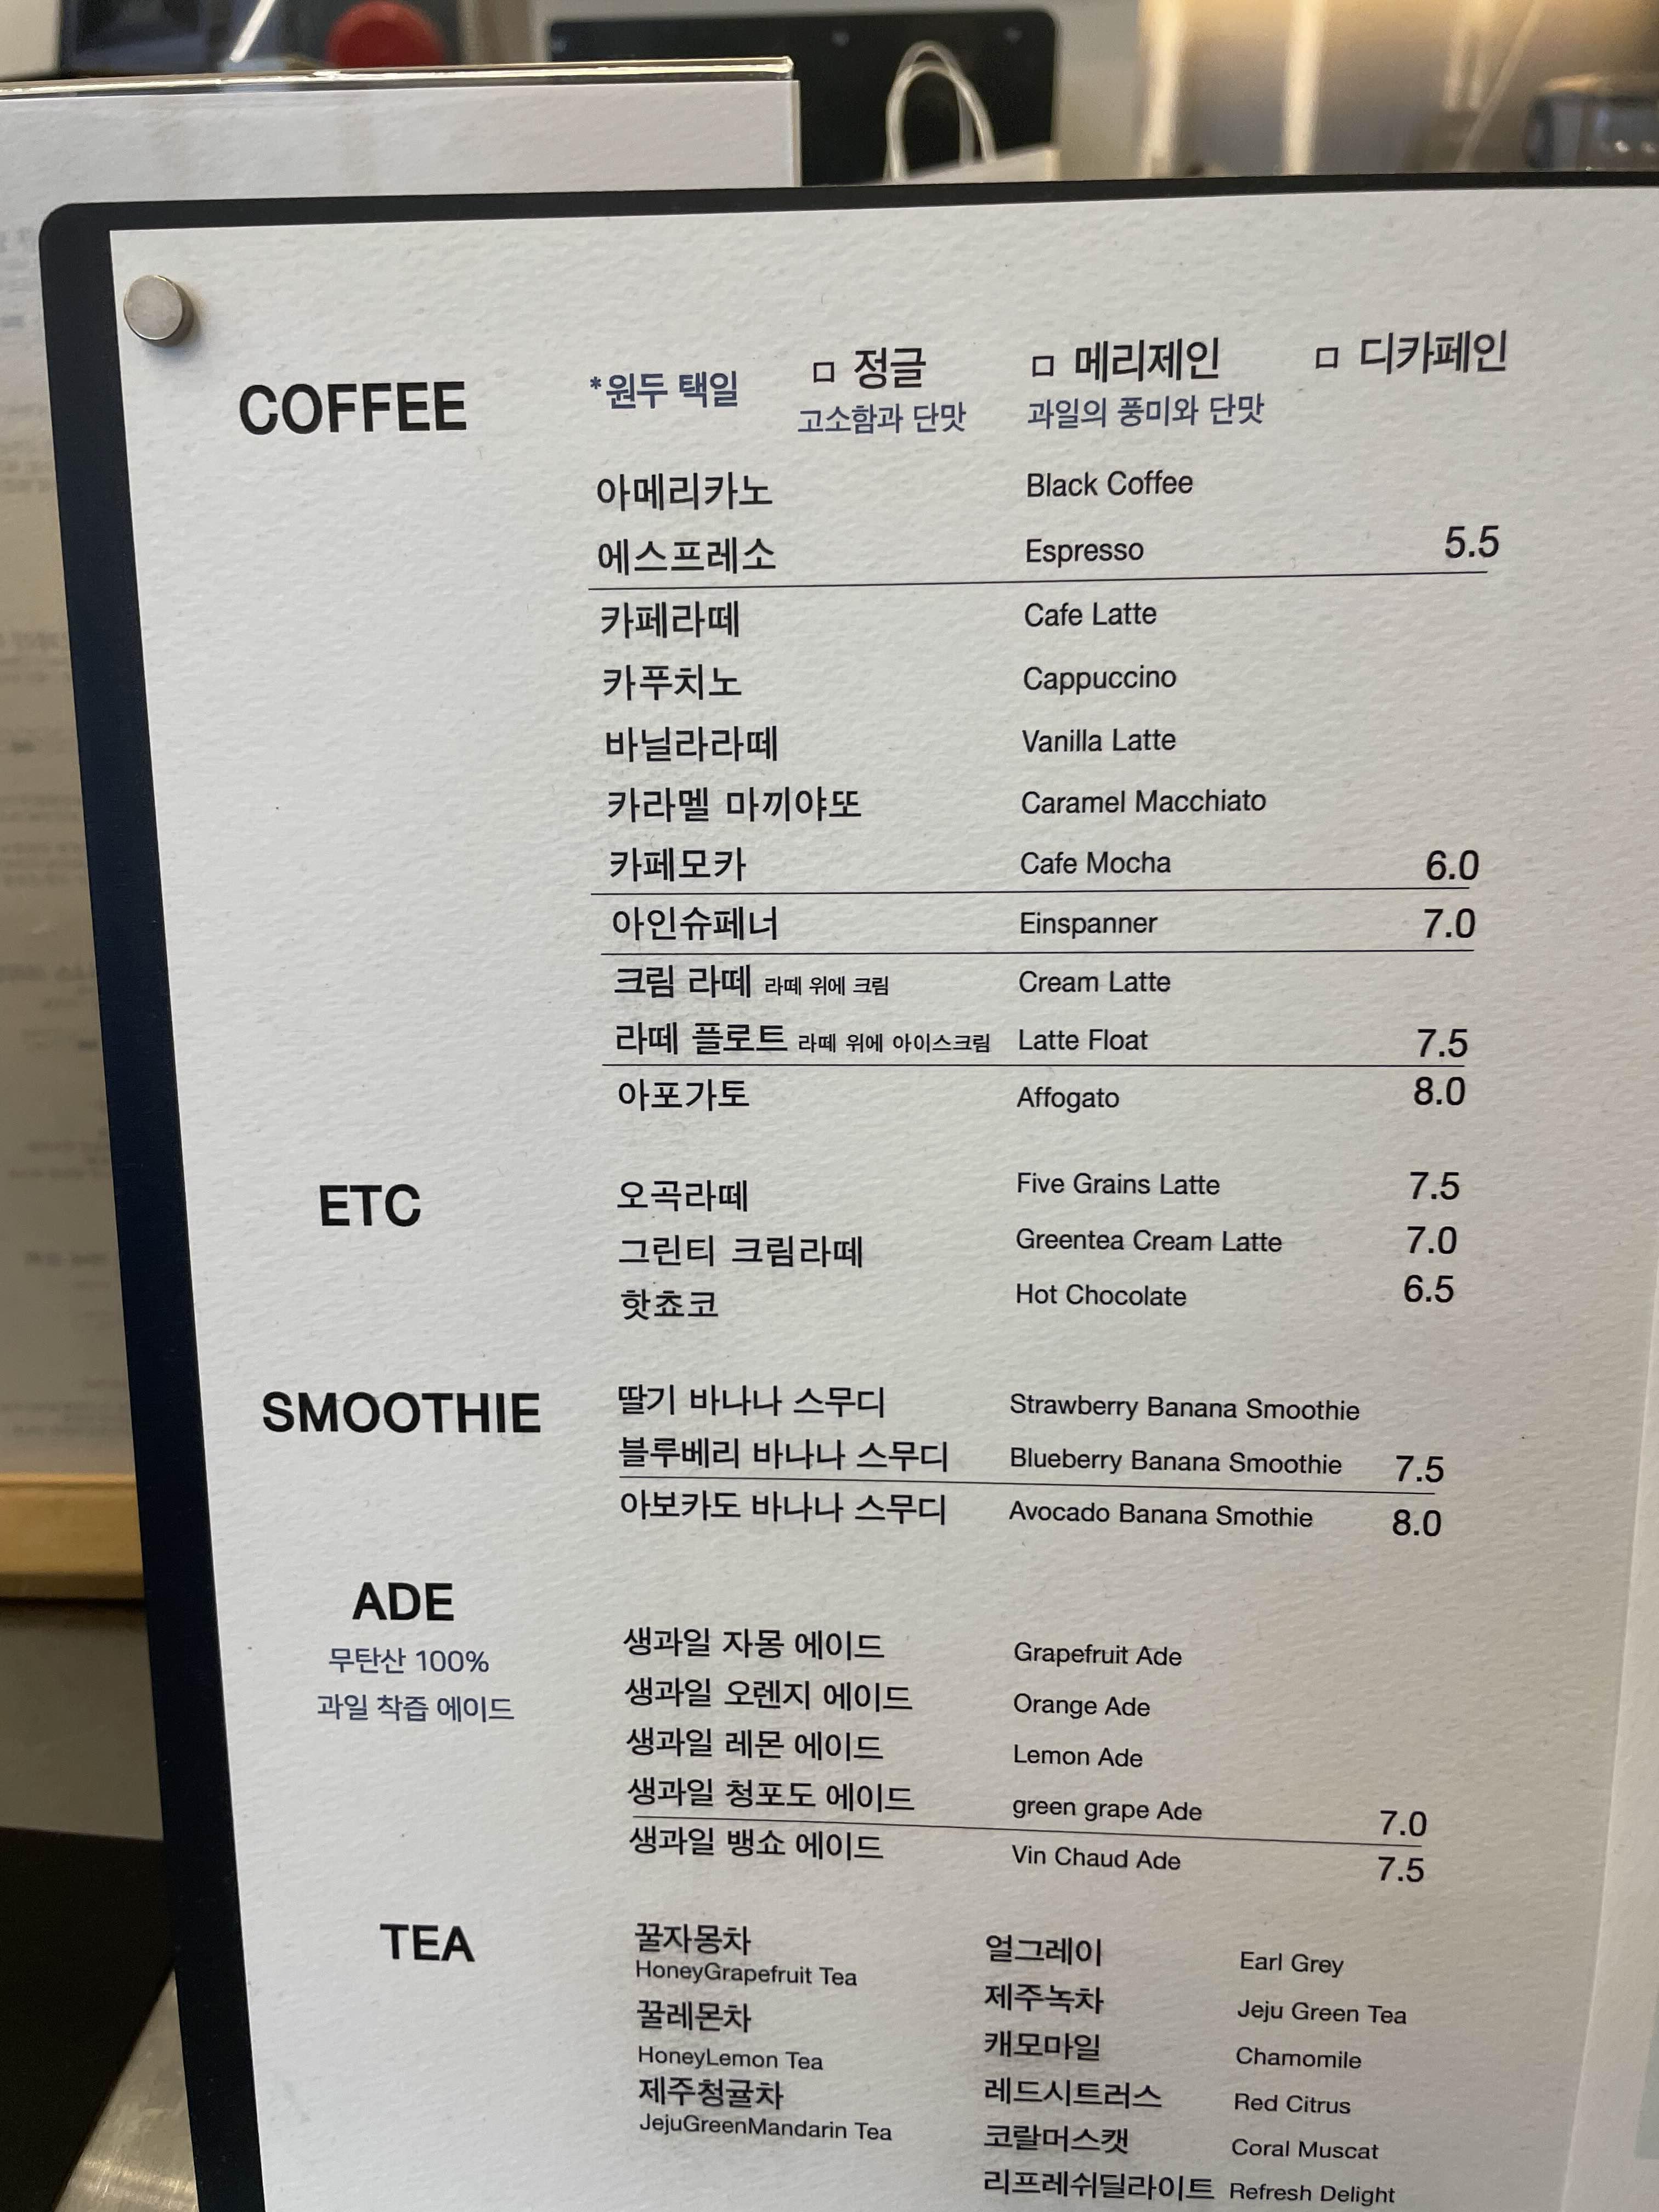 COFFEE *원두 택일 □ 정글 □ 메리제인 □ 디카페인
고소함과 단맛 과일의 풍미와 단맛
아메리카노 Black Coffee
에스프레소 Espresso 5.5
카페라떼 Cafe Latte
카푸치노 Cappuccino
바닐라라떼 Vanilla Latte
카라멜 마끼야또 Caramel Macchiato
카페모카 Cafe Mocha 6.0
아인슈페너 Einspanner 7.0
크림 라떼 라떼 위에 크림 Cream Latte
라떼 플로트 라떼 위에 아이스크림 Latte Float 7.5
아포가토 Affogato 8.0
ETC
오곡라떼 Five Grains Latte 7.5
그린티 크림라떼 Greentea Cream Latte 7.0
핫쵸코 Hot Chocolate 6.5
SMOOTHIE
딸기 바나나 스무디 Strawberry Banana Smoothie
블루베리 바나나 스무디 Blueberry Banana Smoothie 7.5
아보카도 바나나 스무디 Avocado Banana Smothie 8.0
ADE
무탄산 100%
과일 착즙 에이드
생과일 자몽 에이드 Grapefruit Ade
생과일 오렌지 에이드 Orange Ade
생과일 레몬 에이드 Lemon Ade
생과일 청포도 에이드 green grape Ade 7.0
생과일 뱅쇼 에이드 Vin Chaud Ade 7.5
TEA
꿀자몽차
HoneyGrapefruit Tea
꿀레몬차
HoneyLemon Tea
제주청귤차
JejuGreenMandarin Tea
얼그레이 Earl Grey
제주녹차 Jeju Green Tea
캐모마일 Chamomile
레드시트러스 Red Citrus
코랄머스캣 Coral Muscat
리프레쉬딜라이트 Refresh Delight